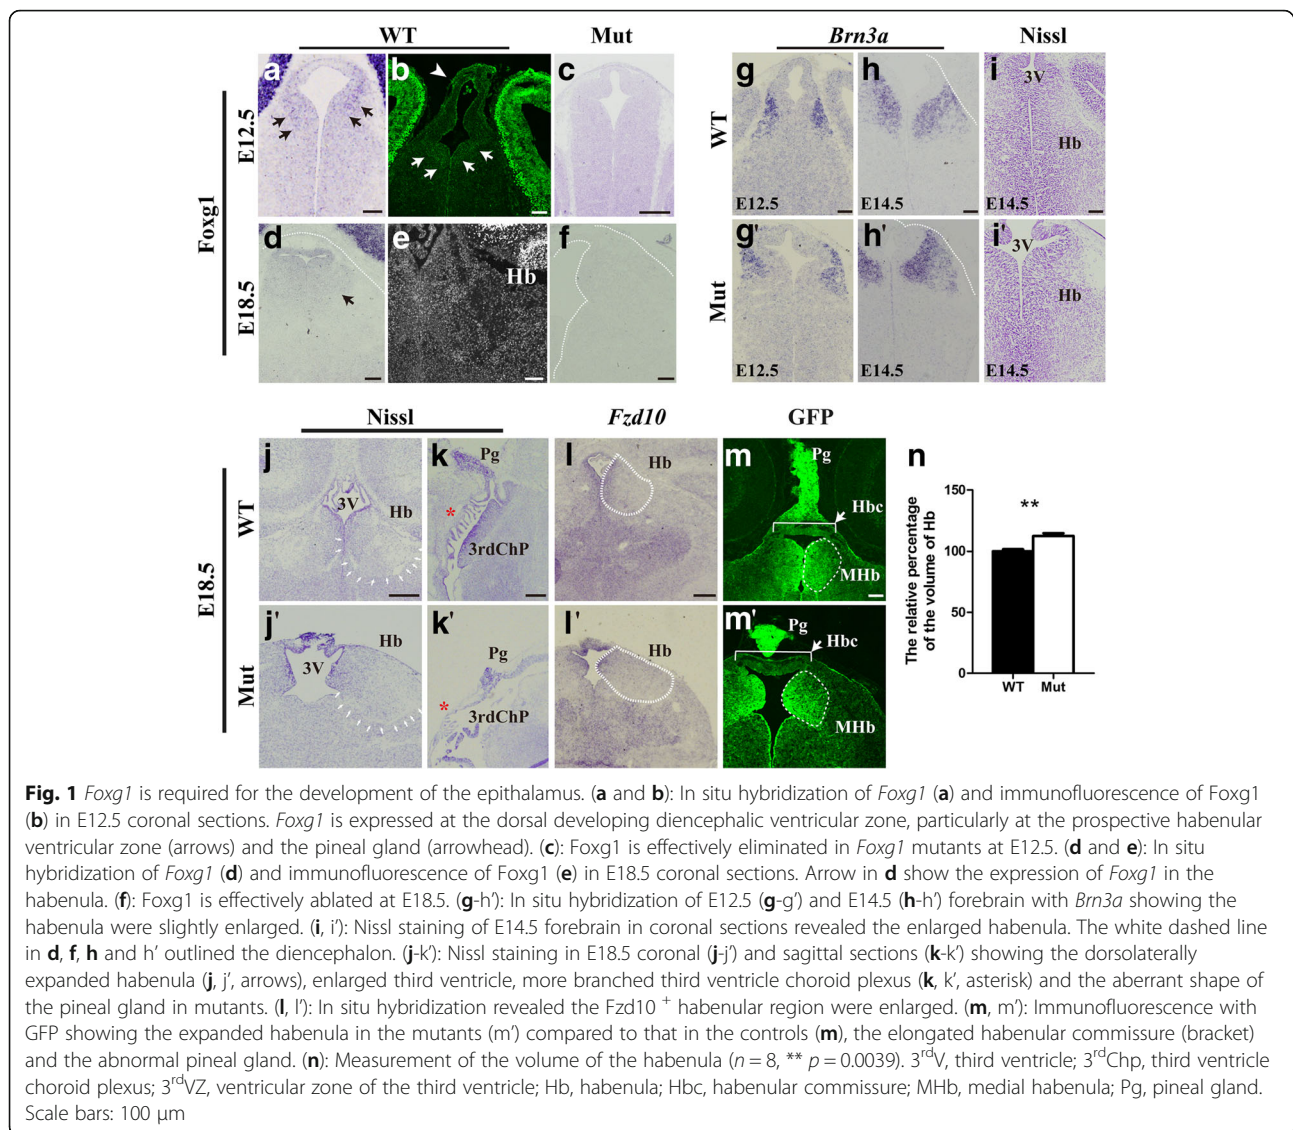 WT Mut Brn3a Nissl
a b c g h i
3V
E12.5
WT
Hb
E12.5 E14.5 E14.5
Foxg1
d e f g' h' i'
3V
Hb
E18.5
Mut
Hb
E12.5 E14.5 E14.5
Nissl Fzd10 GFP
j k l m n
Pg Hb Pg
WT
3V Hb
*
3rdChP
Hbc
MHb
E18.5
j' k' l' m'
Hb Pg Hb Pg Hbc
Mut
3V
*
3rdChP
MHb
The relative percentage
of the volume of Hb
150
**
100
50
0
WT Mut
Fig. 1 Foxg1 is required for the development of the epithalamus. (a and b): In situ hybridization of Foxg1 (a) and immunofluorescence of Foxg1
(b) in E12.5 coronal sections. Foxg1 is expressed at the dorsal developing diencephalic ventricular zone, particularly at the prospective habenular
ventricular zone (arrows) and the pineal gland (arrowhead). (c): Foxg1 is effectively eliminated in Foxg1 mutants at E12.5. (d and e): In situ
hybridization of Foxg1 (d) and immunofluorescence of Foxg1 (e) in E18.5 coronal sections. Arrow in d show the expression of Foxg1 in the
habenula. (f): Foxg1 is effectively ablated at E18.5. (g-h’): In situ hybridization of E12.5 (g-g’) and E14.5 (h-h’) forebrain with Brn3a showing the
habenula were slightly enlarged. (i, i’): Nissl staining of E14.5 forebrain in coronal sections revealed the enlarged habenula. The white dashed line
in d, f, h and h’ outlined the diencephalon. (j-k’): Nissl staining in E18.5 coronal (j-j’) and sagittal sections (k-k’) showing the dorsolaterally
expanded habenula (j, j’, arrows), enlarged third ventricle, more branched third ventricle choroid plexus (k, k’, asterisk) and the aberrant shape of
the pineal gland in mutants. (l, l’): In situ hybridization revealed the Fzd10 + habenular region were enlarged. (m, m’): Immunofluorescence with
GFP showing the expanded habenula in the mutants (m’) compared to that in the controls (m), the elongated habenular commissure (bracket)
and the abnormal pineal gland. (n): Measurement of the volume of the habenula (n = 8, ** p = 0.0039). 3rdV, third ventricle; 3rdChp, third ventricle
choroid plexus; 3rdVZ, ventricular zone of the third ventricle; Hb, habenula; Hbc, habenular commissure; MHb, medial habenula; Pg, pineal gland.
Scale bars: 100 μm